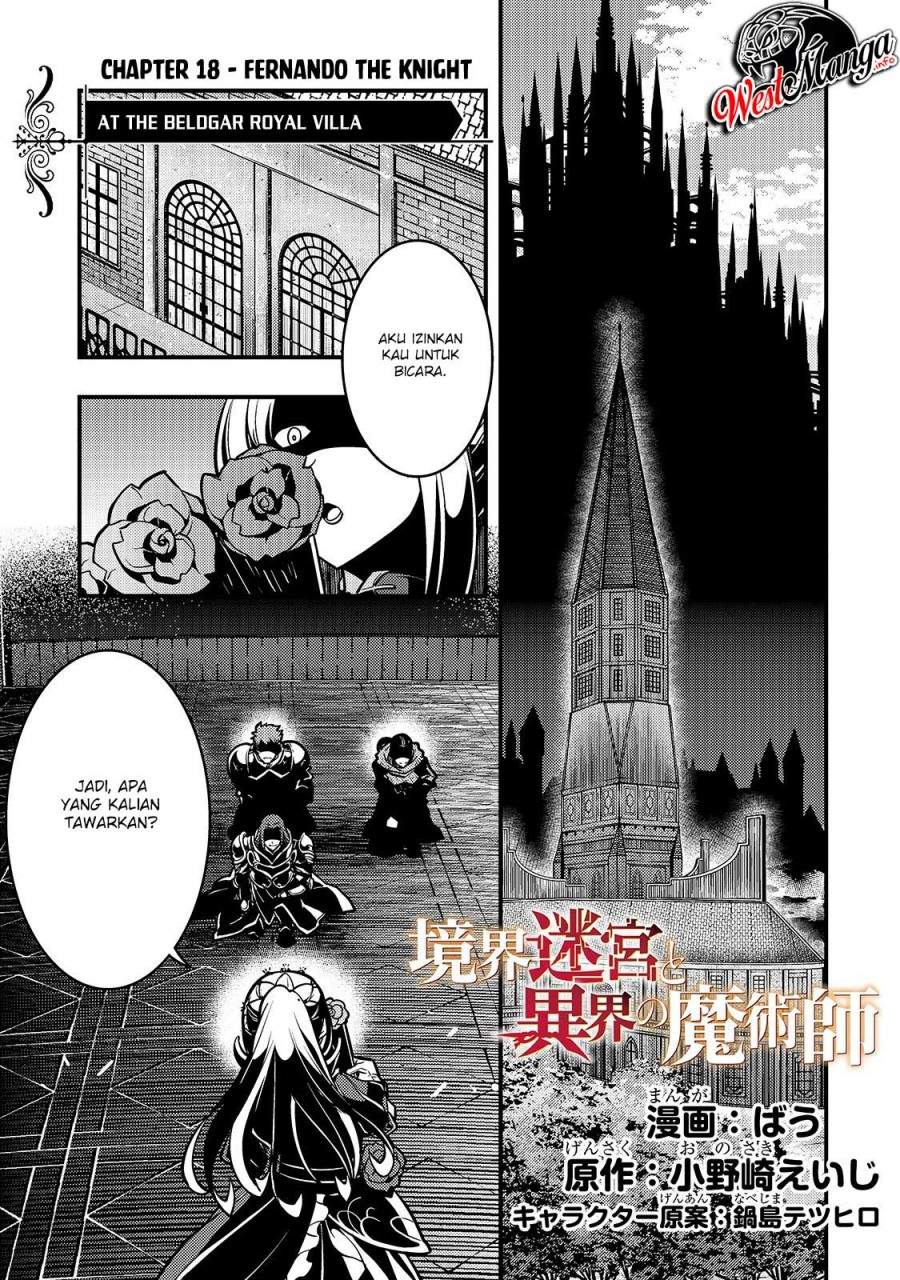 CHAPTER 18 - FERNANDO THE KNIGHT
AT THE BELDGAR ROYAL VILLA
WestManga
.info
AKU IZINKAN
KAU UNTUK
BICARA.
JADI, APA
YANG KALIAN
TAWARKAN?
境界迷宮と
異界の魔術師
まんが
漫画：ばう
げんさく おのさき
原作：小野崎えいじ
げんあん なべしま
キャラクター原案：鍋島テツヒロ